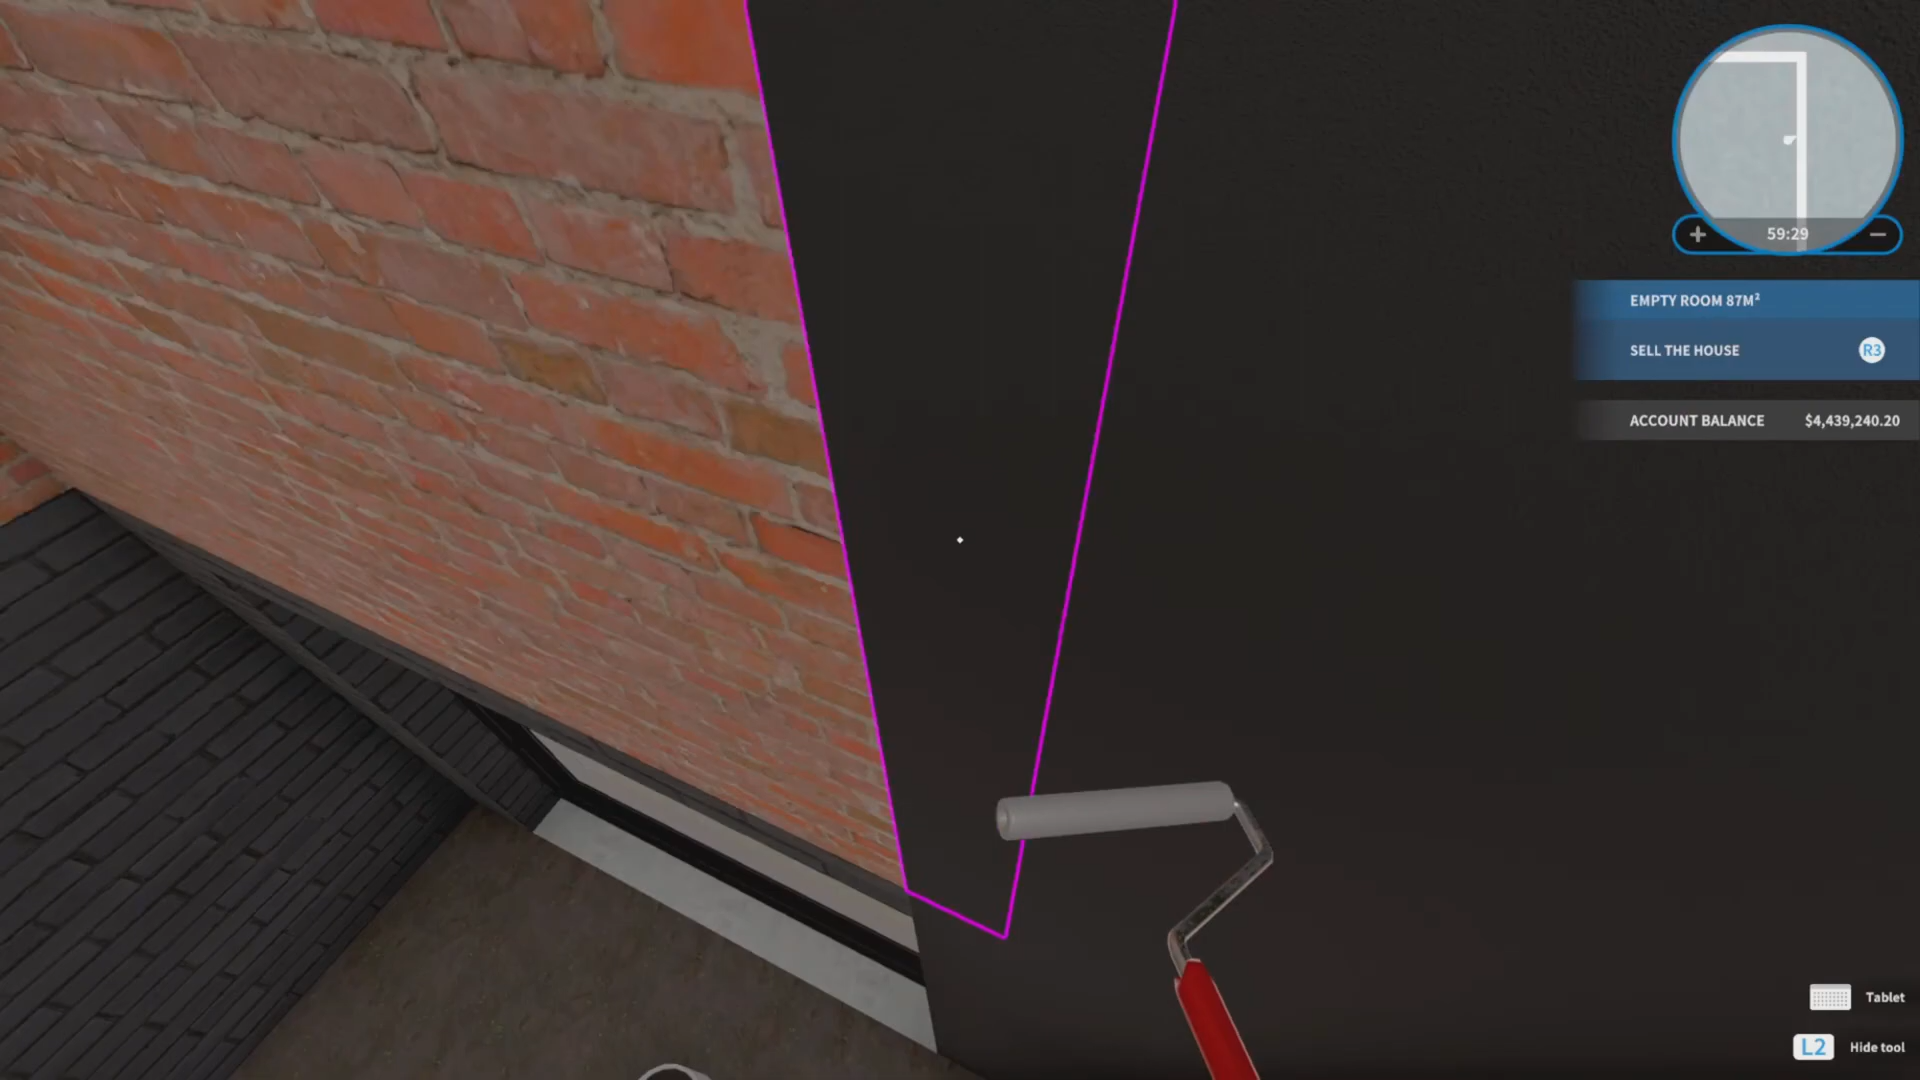 59:29
EMPTY ROOM 87M²
SELL THE HOUSE R3
ACCOUNT BALANCE $4,439,240.20
Tablet
L2 Hide tool